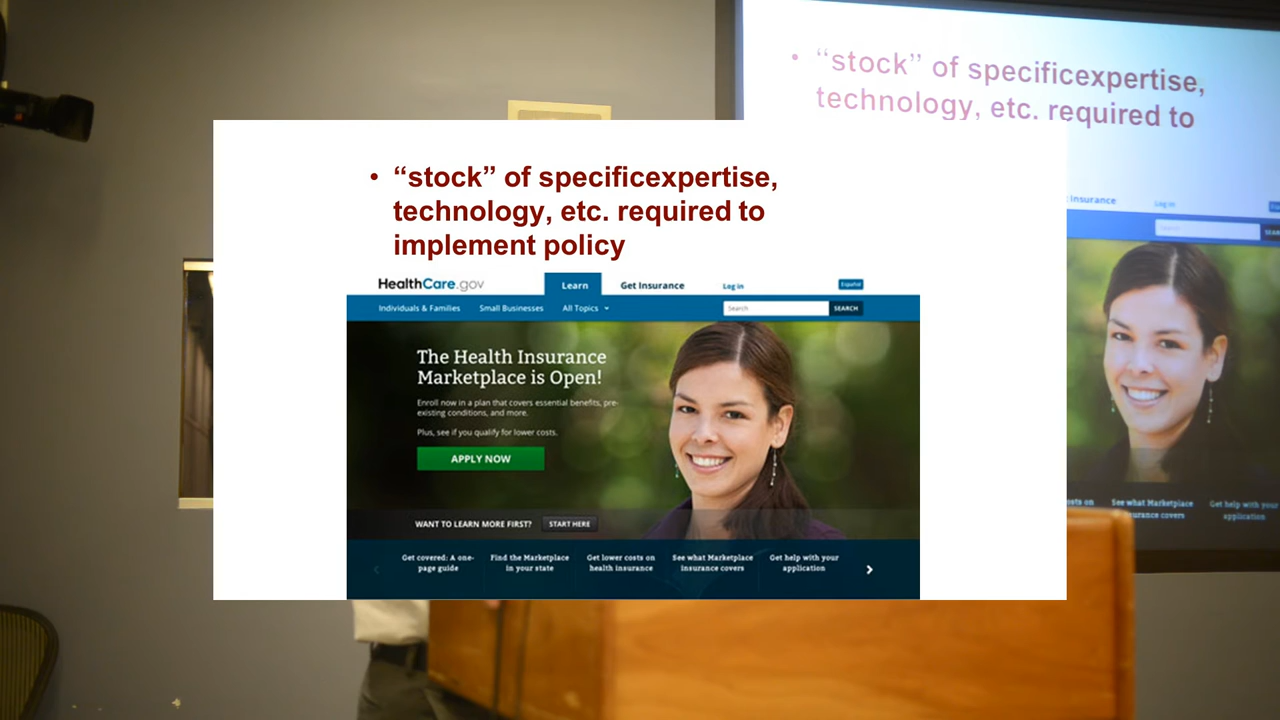 • “stock” of specificexpertise,
technology, etc. required to
• “stock” of specificexpertise,
technology, etc. required to
implement policy
HealthCare.gov Learn Get Insurance Log in Español
Individuals & Families Small Businesses All Topics Search SEARCH
The Health Insurance
Marketplace is Open!
Enroll now in a plan that covers essential benefits, pre-
existing conditions, and more.
Plus, see if you qualify for lower costs.
APPLY NOW
WANT TO LEARN MORE FIRST? START HERE
Get covered: A one-
page guide
Find the Marketplace
in your state
Get lower costs on
health insurance
See what Marketplace
insurance covers
Get help with your
application
Insurance Log in
Search SEAR
costs on
urance
See what Marketplace
insurance covers
Get help with your
application